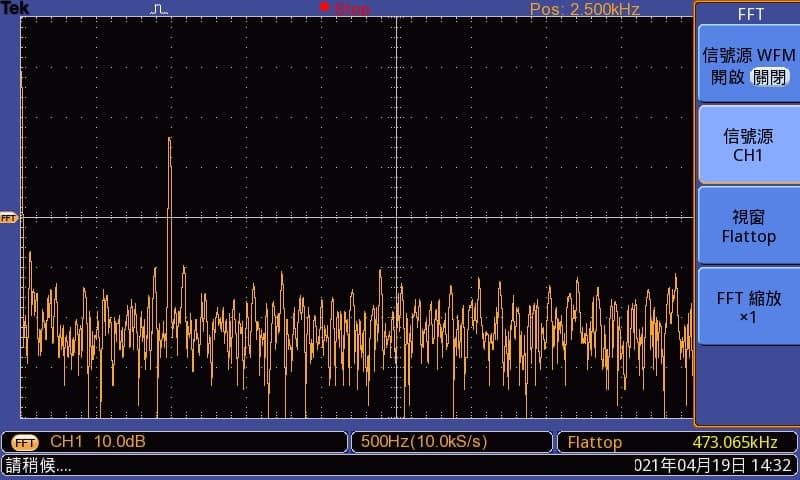 Tek
Stop
Pos: 2.500kHz
FFT
信號源 WFM
開啟 關閉
信號源
CH1
視窗
Flattop
FFT 縮放
×1
FFT
FFT CH1 10.0dB
500Hz(10.0kS/s)
Flattop 473.065kHz
請稍候....
021年04月19日 14:32